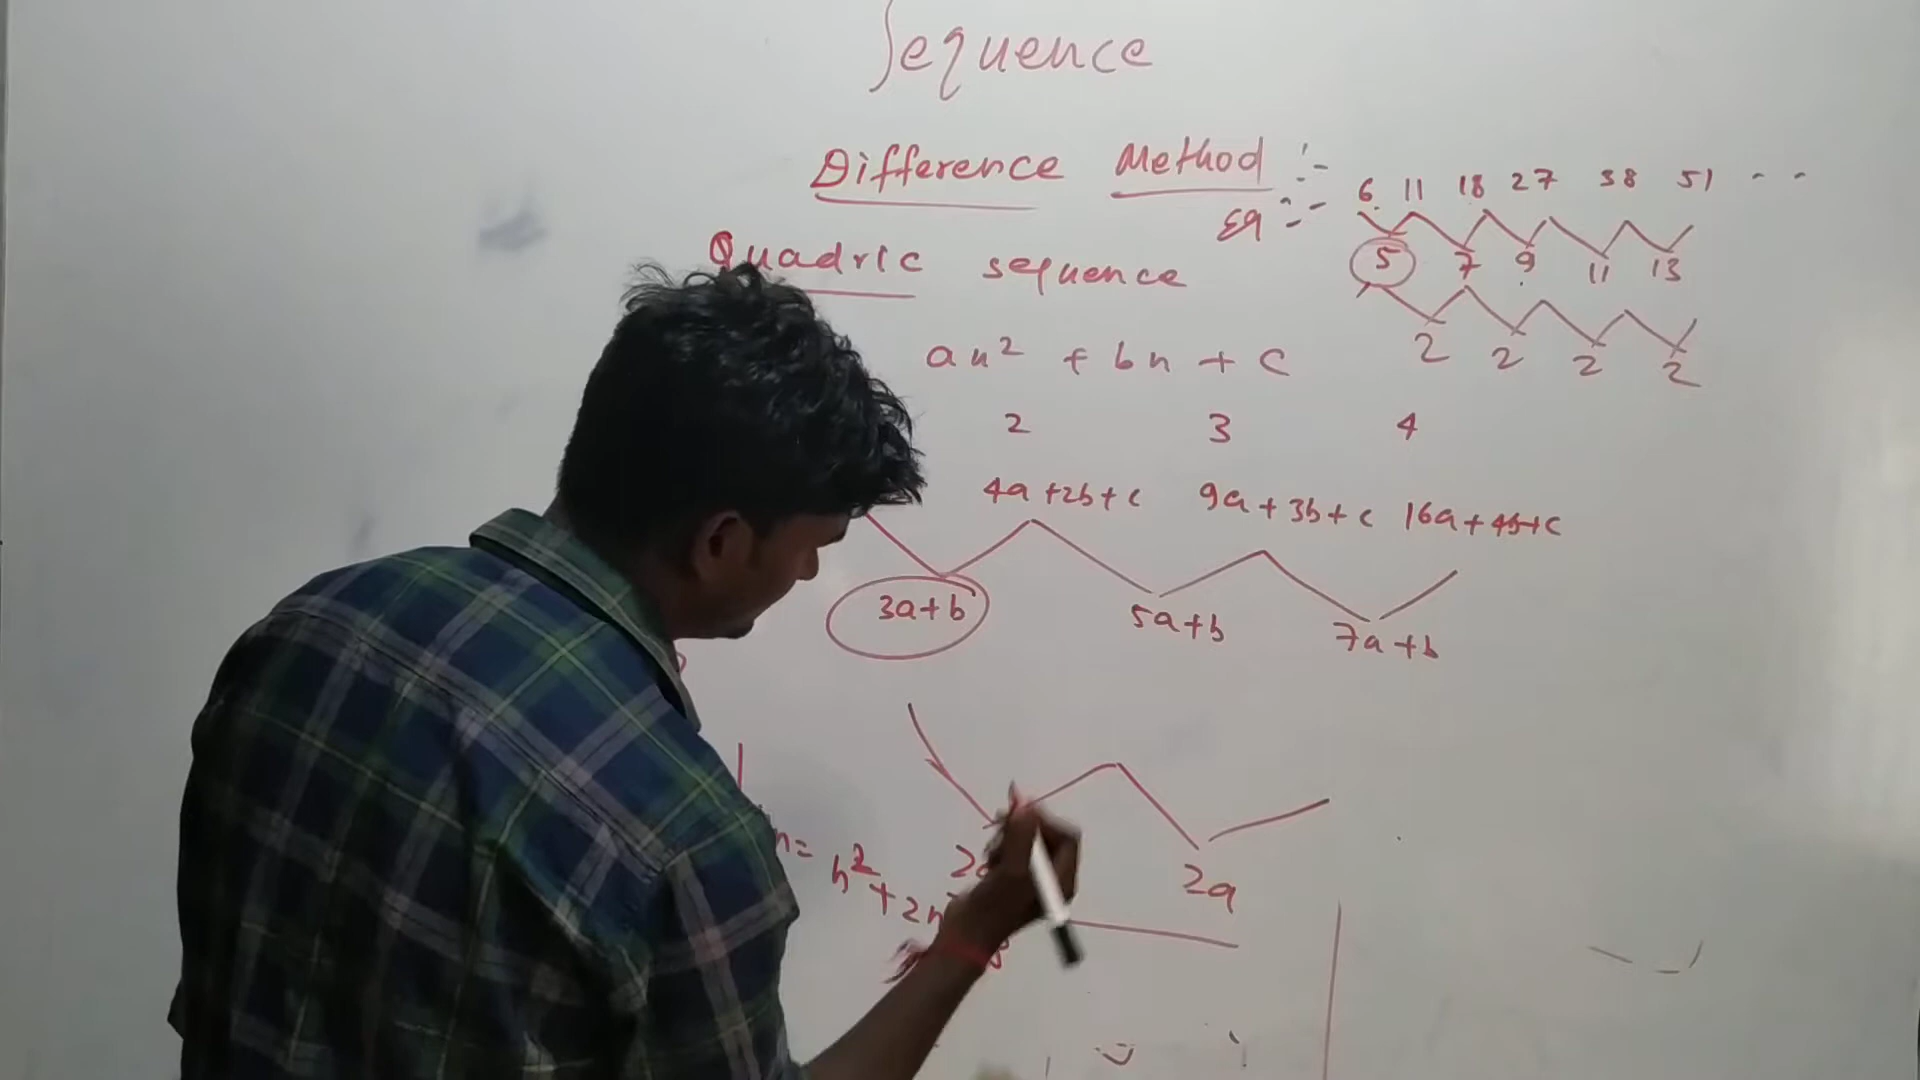 Sequence
Difference Method :-
Eg :- 6 11 18 27 38 51 - -
5 7 9 11 13
2 2 2 2
Quadric sequence
an² + bn + c
2 3 4
4a+2b+c 9a+3b+c 16a+4b+c
3a+b 5a+b 7a+b
2a 2a
n= n²+2n